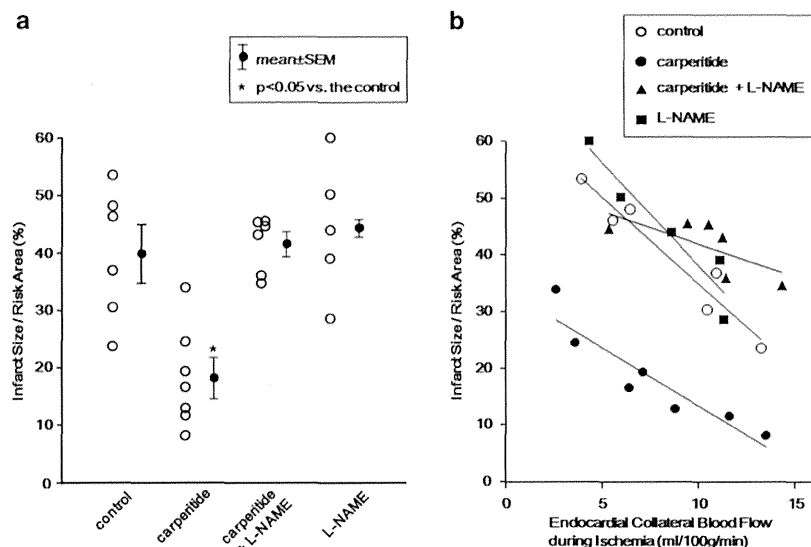 a
mean±SEM
* p<0.05 vs. the control
60
50
40
30
20
10
0
Infarct Size / Risk Area (%)
*
control
carperitide
carperitide
+ L-NAME
L-NAME
b
control
carperitide
carperitide + L-NAME
L-NAME
60
50
40
30
20
10
0
Infarct Size / Risk Area (%)
0
5
10
15
Endocardial Collateral Blood Flow
during Ischemia (ml/100g/min)